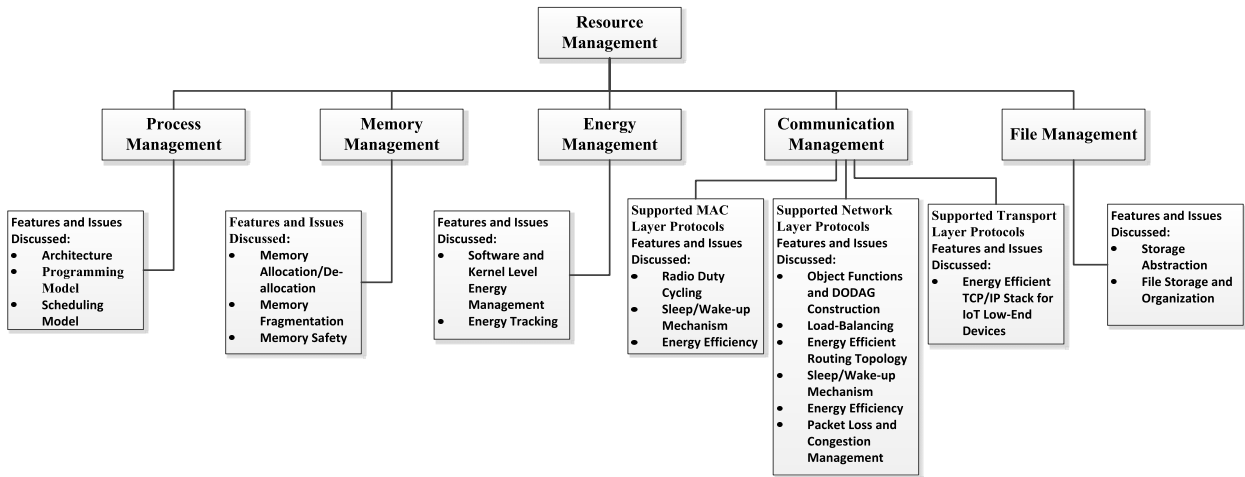 Resource
Management
Process
Management
Memory
Management
Energy
Management
Communication
Management
File Management
Features and Issues
Discussed:
● Architecture
● Programming
Model
● Scheduling
Model
Features and Issues
Discussed:
● Memory
Allocation/De-
allocation
● Memory
Fragmentation
● Memory Safety
Features and Issues
Discussed:
● Software and
Kernel Level
Energy
Management
● Energy Tracking
Supported MAC
Layer Protocols
Features and Issues
Discussed:
● Radio Duty
Cycling
● Sleep/Wake-up
Mechanism
● Energy Efficiency
Supported Network
Layer Protocols
Features and Issues
Discussed:
● Object Functions
and DODAG
Construction
● Load-Balancing
● Energy Efficient
Routing Topology
● Sleep/Wake-up
Mechanism
● Energy Efficiency
● Packet Loss and
Congestion
Management
Supported Transport
Layer Protocols
Features and Issues
Discussed:
● Energy Efficient
TCP/IP Stack for
IoT Low-End
Devices
Features and Issues
Discussed:
● Storage
Abstraction
● File Storage and
Organization